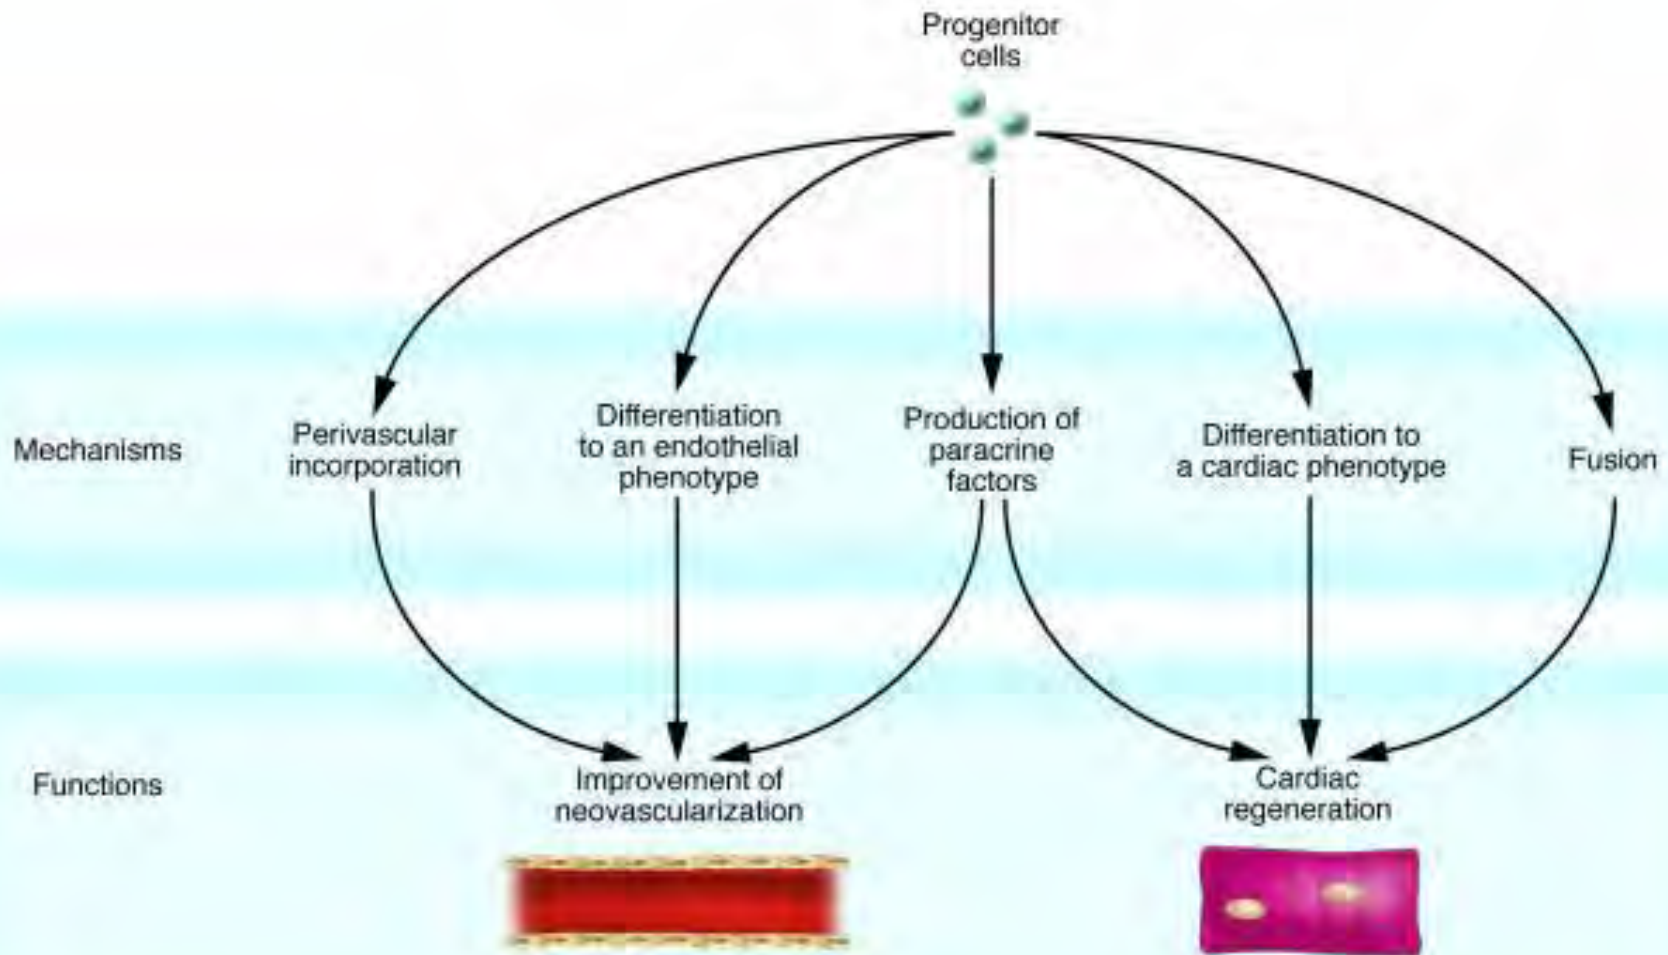 Progenitor
cells
Mechanisms
Perivascular
incorporation
Differentiation
to an endothelial
phenotype
Production of
paracrine
factors
Differentiation to
a cardiac phenotype
Fusion
Functions
Improvement of
neovascularization
Cardiac
regeneration